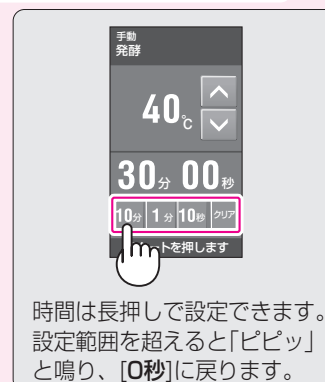 手動
発酵
40℃
30分 00秒
10分 1分 10秒 クリア
ートを押します
時間は長押しで設定できます。
設定範囲を超えると「ピピッ」
と鳴り、[0秒]に戻ります。